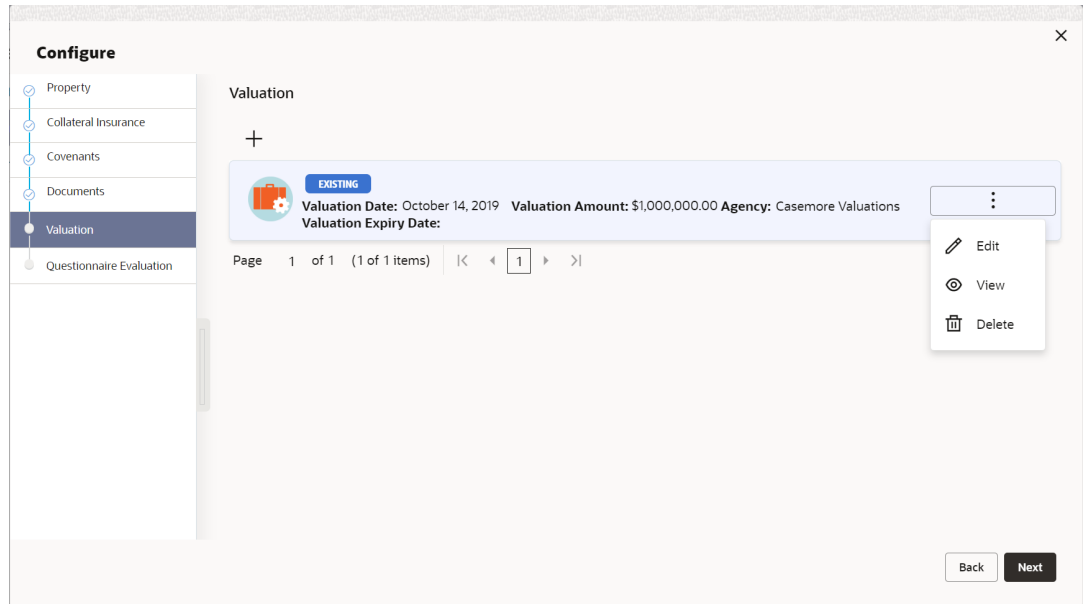 Configure
Property
Collateral Insurance
Covenants
Documents
Valuation
Questionnaire Evaluation
Valuation
EXISTING
Valuation Date: October 14, 2019 Valuation Amount: $1,000,000.00 Agency: Casemore Valuations
Valuation Expiry Date:
Edit
View
Delete
Page 1 of 1 (1 of 1 items) 1
Back Next